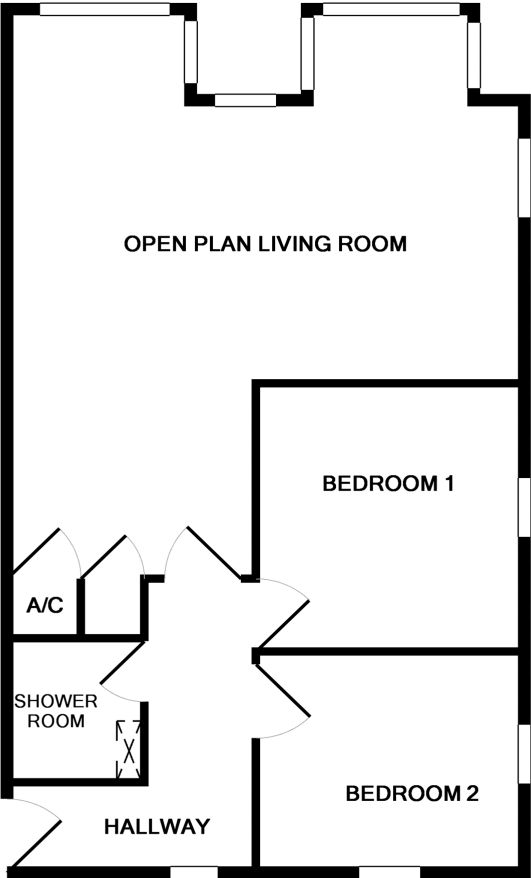 OPEN PLAN LIVING ROOM
BEDROOM 1
A/C
SHOWER
ROOM
BEDROOM 2
HALLWAY